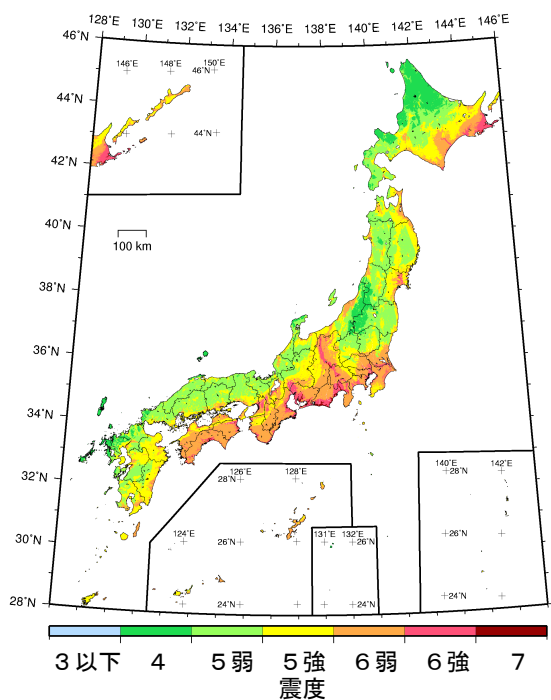 128°E 130°E 132°E 134°E 136°E 138°E 140°E 142°E 144°E 146°E
46°N
146°E 148°E 150°E
46°N
44°N
44°N
42°N
40°N
100 km
38°N
36°N
34°N
32°N
126°E 128°E
28°N
140°E 142°E
28°N
30°N
124°E
26°N
131°E 132°E
26°N
26°N
28°N
24°N
24°N
24°N
3以下 4 5弱 5強 6弱 6強 7
震度